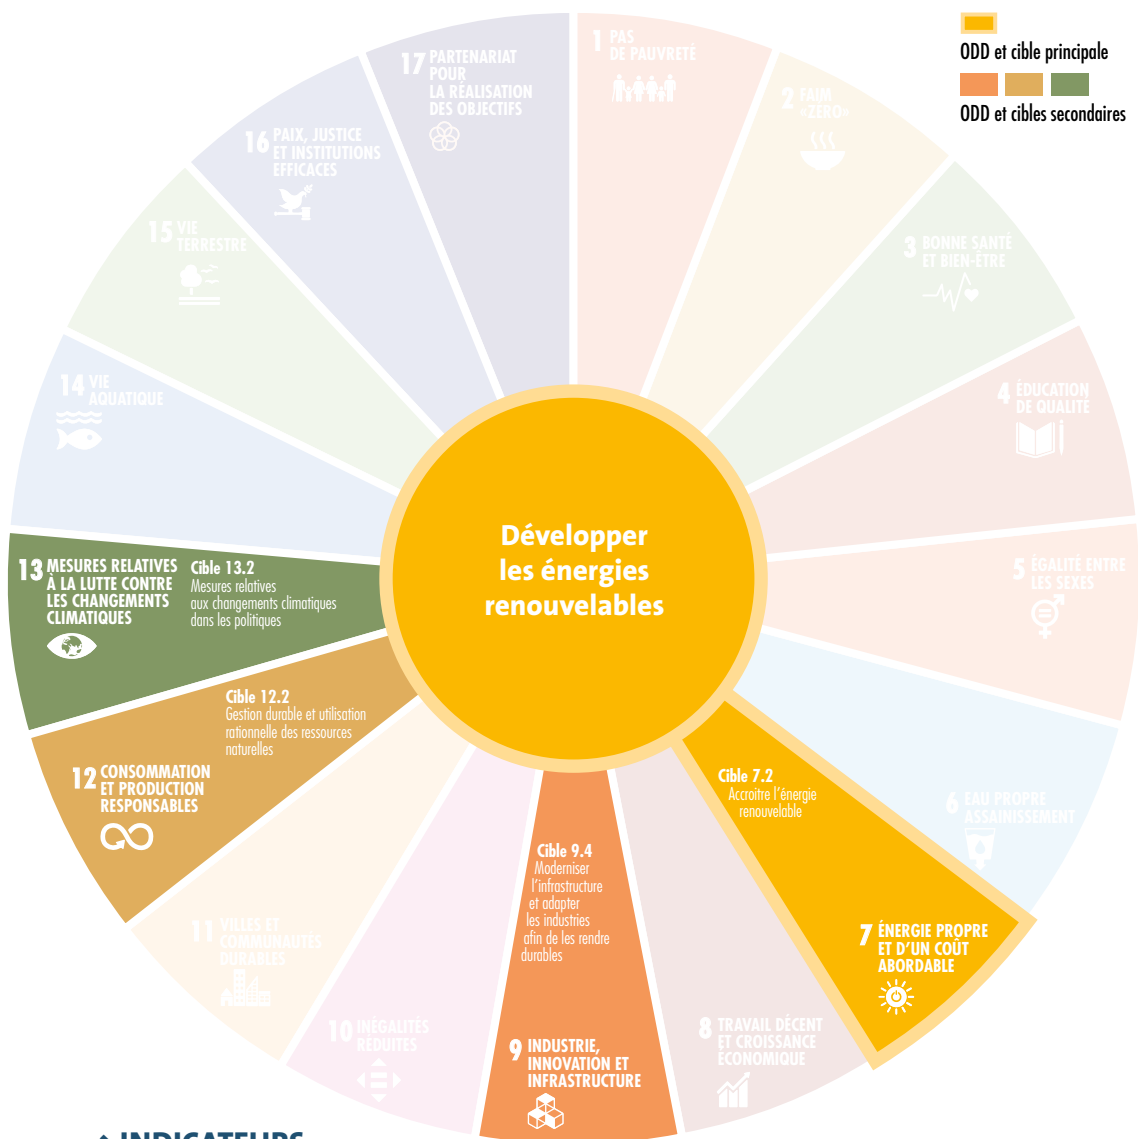 ODD et cible principale
ODD et cibles secondaires
1 PAS
DE PAUVRETÉ
2 FAIM
«ZÉRO»
3 BONNE SANTÉ
ET BIEN-ÊTRE
4 ÉDUCATION
DE QUALITÉ
5 ÉGALITÉ ENTRE
LES SEXES
6 EAU PROPRE
ASSAINISSEMENT
Cible 7.2
Accroitre l'énergie
renouvelable
7 ÉNERGIE PROPRE
ET D'UN COÛT
ABORDABLE
8 TRAVAIL DÉCENT
ET CROISSANCE
ÉCONOMIQUE
Cible 9.4
Moderniser
l'infrastructure
et adapter
les industries
afin de les rendre
durables
9 INDUSTRIE,
INNOVATION ET
INFRASTRUCTURE
10 INÉGALITÉS
RÉDUITES
11 VILLES ET
COMMUNAUTÉS
DURABLES
Cible 12.2
Gestion durable et utilisation
rationnelle des ressources
naturelles
12 CONSOMMATION
ET PRODUCTION
RESPONSABLES
13 MESURES RELATIVES
À LA LUTTE CONTRE
LES CHANGEMENTS
CLIMATIQUES
Cible 13.2
Mesures relatives
aux changements climatiques
dans les politiques
14 VIE
AQUATIQUE
15 VIE
TERRESTRE
16 PAIX, JUSTICE
ET INSTITUTIONS
EFFICACES
17 PARTENARIAT
POUR
LA RÉALISATION
DES OBJECTIFS
Développer
les énergies
renouvelables
INDICATEURS